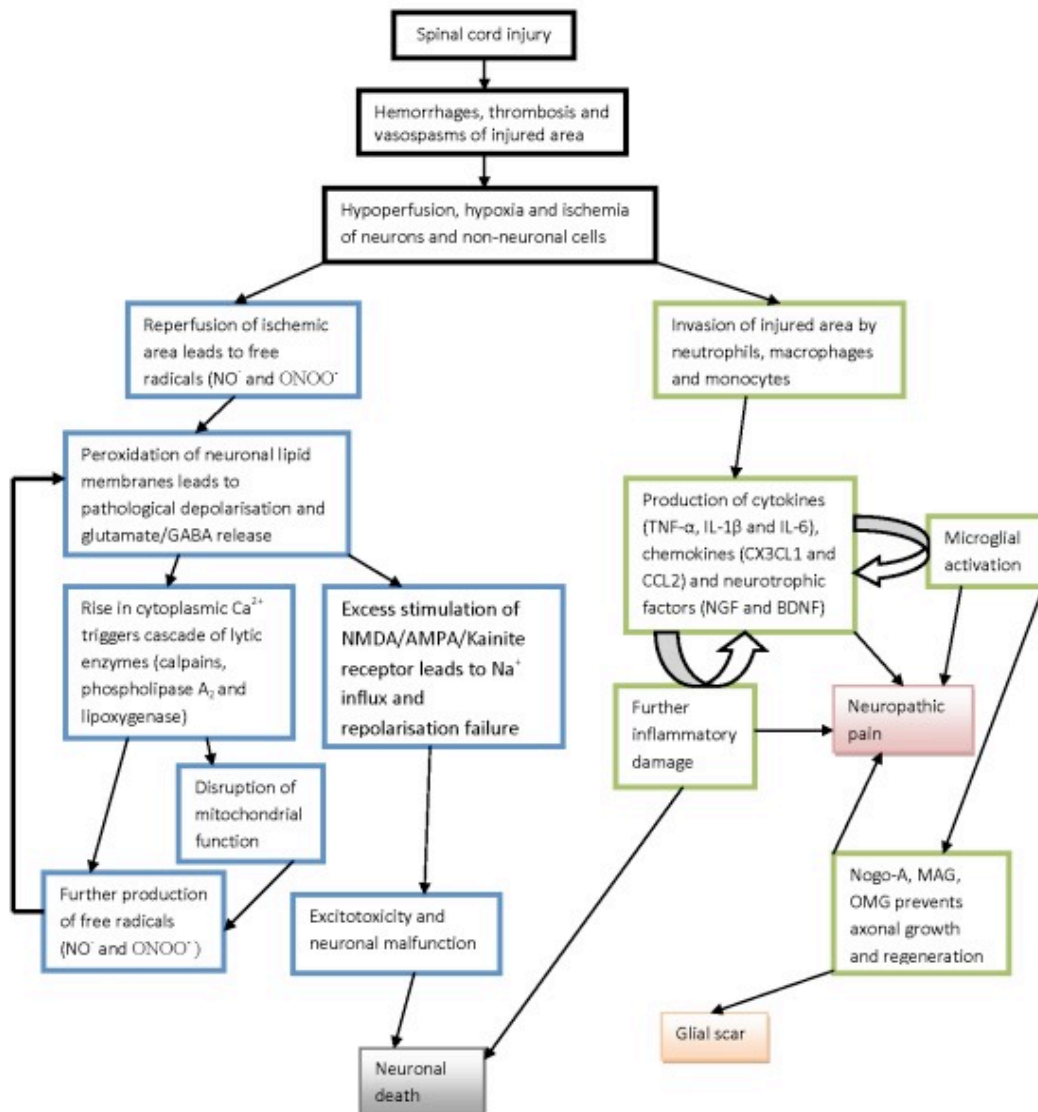 Spinal cord injury
Hemorrhages, thrombosis and
vasospasms of injured area
Hypoperfusion, hypoxia and ischemia
of neurons and non-neuronal cells
Reperfusion of ischemic
area leads to free
radicals (NO⁻ and ONOO⁻
Invasion of injured area by
neutrophils, macrophages
and monocytes
Peroxidation of neuronal lipid
membranes leads to
pathological depolarisation and
glutamate/GABA release
Production of cytokines
(TNF-α, IL-1β and IL-6),
chemokines (CX3CL1 and
CCL2) and neurotrophic
factors (NGF and BDNF)
Microglial
activation
Rise in cytoplasmic Ca²⁺
triggers cascade of lytic
enzymes (calpains,
phospholipase A₂ and
lipoxygenase)
Excess stimulation of
NMDA/AMPA/Kainite
receptor leads to Na⁺
influx and
repolarisation failure
Further
inflammatory
damage
Neuropathic
pain
Disruption of
mitochondrial
function
Further production
of free radicals
(NO⁻ and ONOO⁻)
Excitotoxicity and
neuronal malfunction
Nogo-A, MAG,
OMG prevents
axonal growth
and regeneration
Glial scar
Neuronal
death